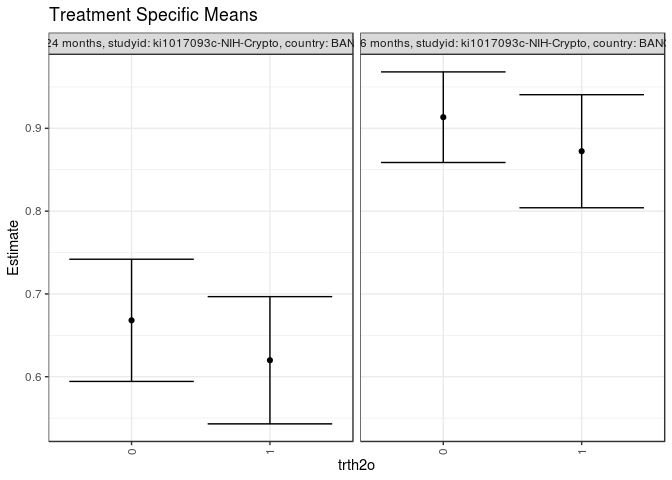 Treatment Specific Means
24 months, studyid: ki1017093c-NIH-Crypto, country: BAN
6 months, studyid: ki1017093c-NIH-Crypto, country: BANG
0.9
0.8
0.7
0.6
Estimate
0
1
0
1
trth2o